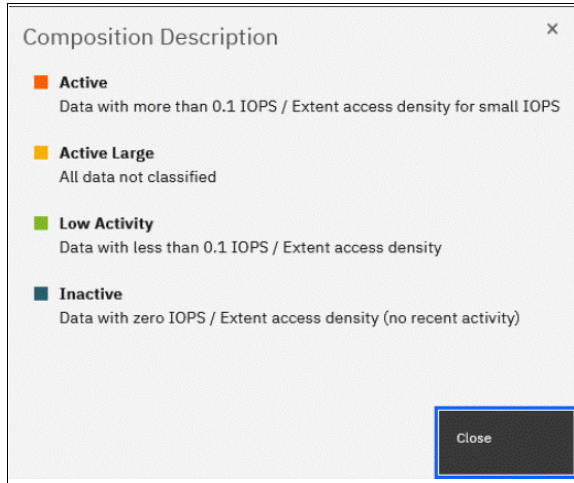 Composition Description
×
Active
Data with more than 0.1 IOPS / Extent access density for small IOPS
Active Large
All data not classified
Low Activity
Data with less than 0.1 IOPS / Extent access density
Inactive
Data with zero IOPS / Extent access density (no recent activity)
Close